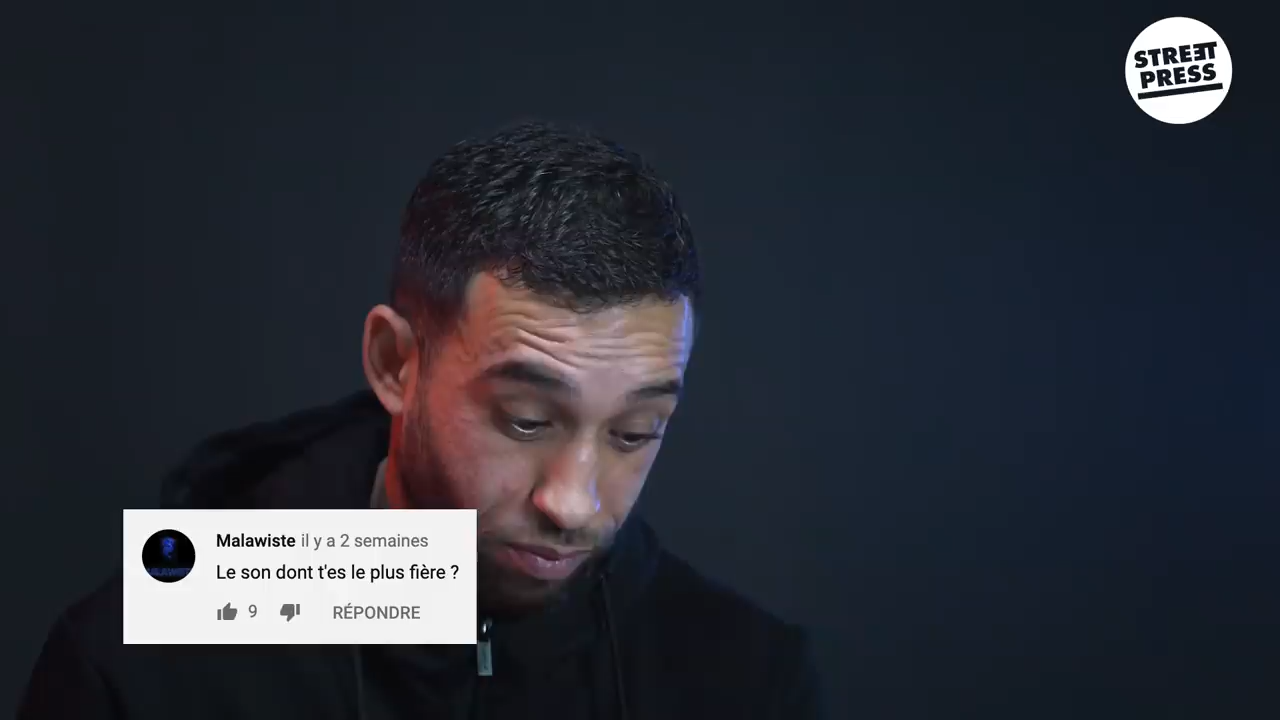 STREET
PRESS
Malawiste il y a 2 semaines
Le son dont t'es le plus fière ?
9
RÉPONDRE